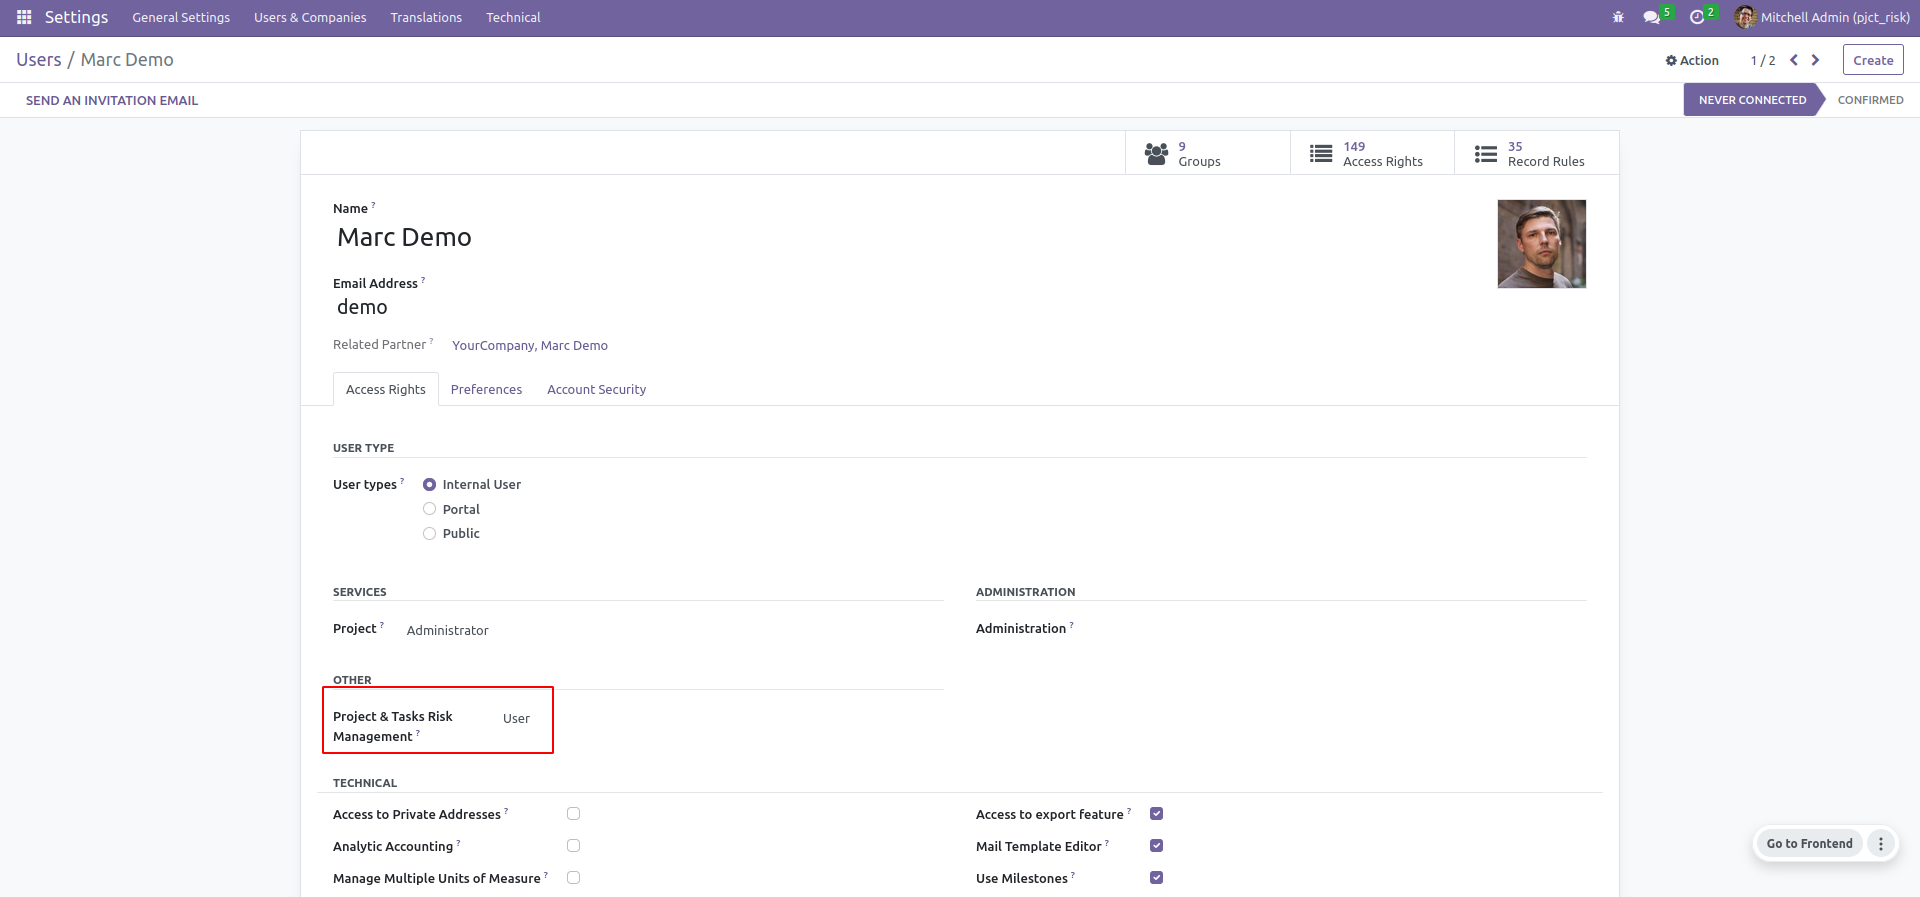 Settings General Settings Users & Companies Translations Technical 5 2 Mitchell Admin (pjct_risk)
Users / Marc Demo Action 1 / 2 Create
SEND AN INVITATION EMAIL NEVER CONNECTED CONFIRMED
9 Groups
149 Access Rights
35 Record Rules
Name ?
Marc Demo
Email Address ?
demo
Related Partner ? YourCompany, Marc Demo
Access Rights Preferences Account Security
USER TYPE
User types ? Internal User
Portal
Public
SERVICES
Project ? Administrator
ADMINISTRATION
Administration ?
OTHER
Project & Tasks Risk User
Management ?
TECHNICAL
Access to Private Addresses ? Access to export feature ?
Analytic Accounting ? Mail Template Editor ?
Manage Multiple Units of Measure ? Use Milestones ?
Go to Frontend